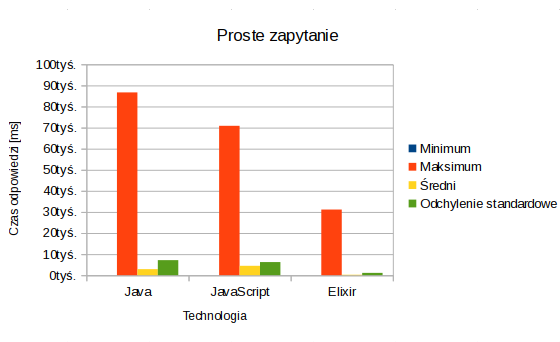 Proste zapytanie
Czas odpowiedzi [ms]
100tyś.
90tyś.
80tyś.
70tyś.
60tyś.
50tyś.
40tyś.
30tyś.
20tyś.
10tyś.
0tyś.
Java JavaScript Elixir
Technologia
Minimum
Maksimum
Średni
Odchylenie standardowe